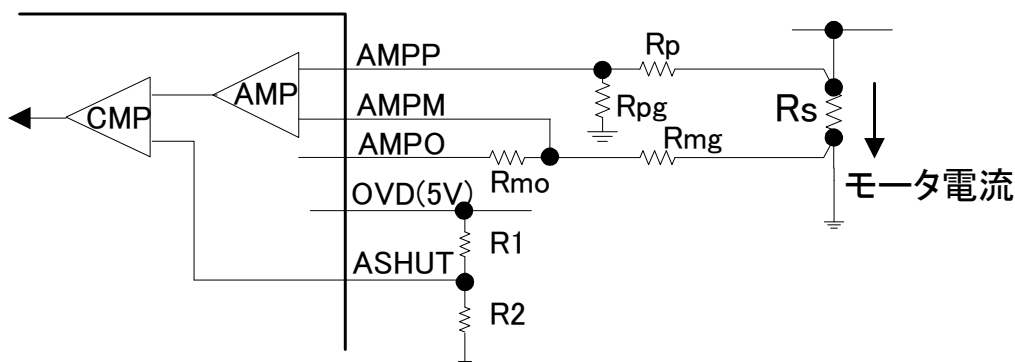 AMPP
Rp
AMP
CMP
Rpg
Rs
AMPM
Rmg
AMPO
Rmo
モータ電流
OVD(5V)
R1
ASHUT
R2